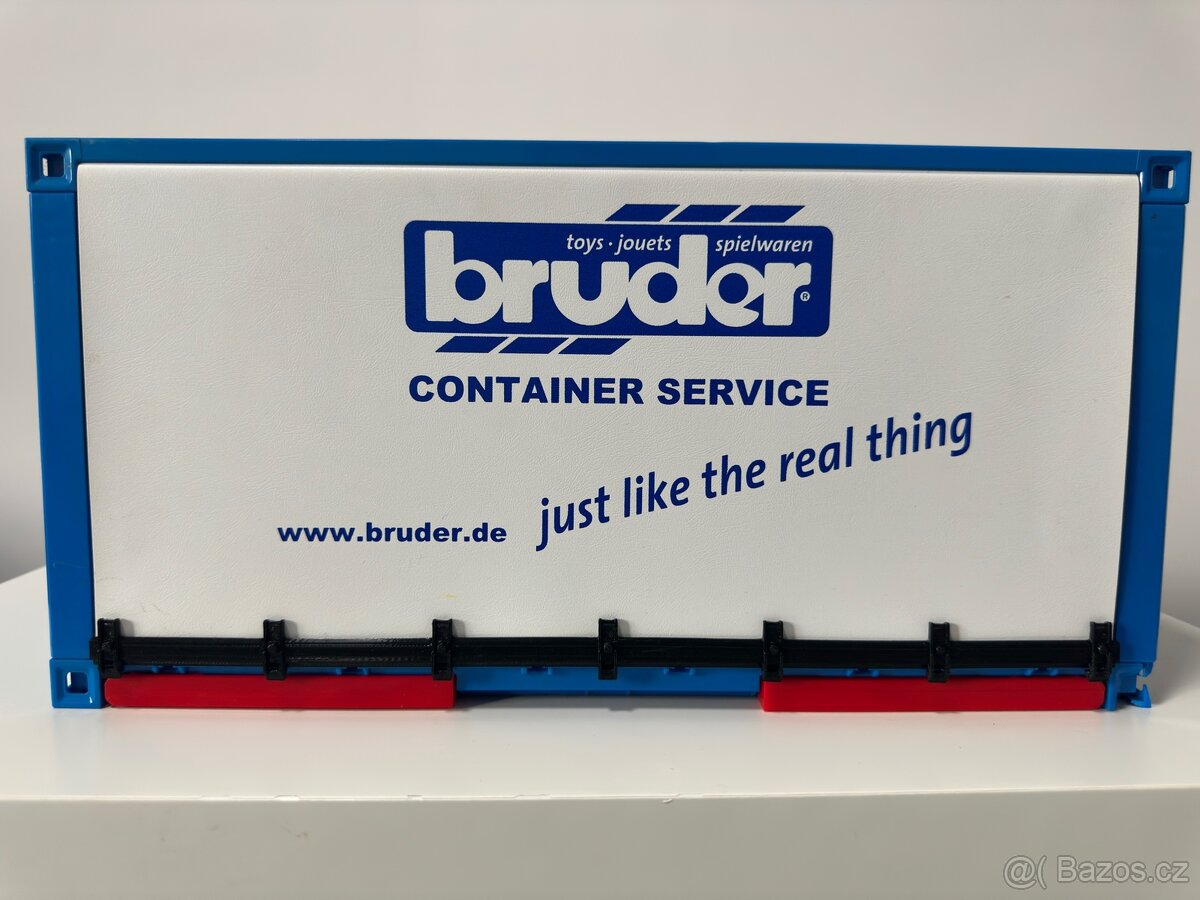 toys · jouets spielwaren
bruder®
CONTAINER SERVICE
just like the real thing
www.bruder.de
@( Bazos.cz